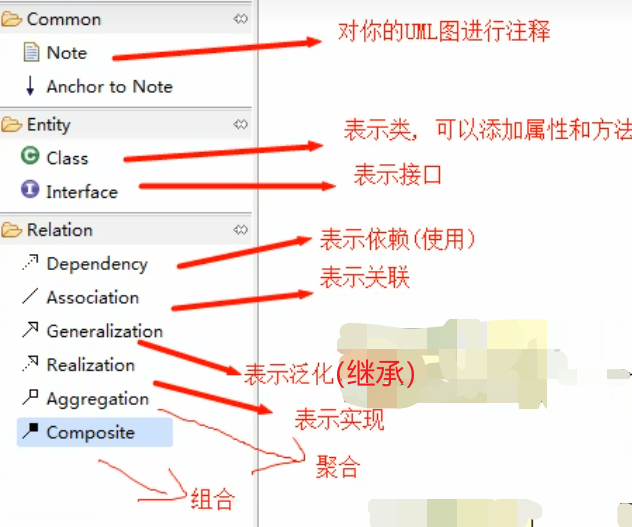 Common
Note
对你的UML图进行注释
Anchor to Note
Entity
Class
表示类, 可以添加属性和方法
Interface
表示接口
Relation
Dependency
表示依赖(使用)
Association
表示关联
Generalization
表示泛化(继承)
Realization
表示实现
Aggregation
聚合
Composite
组合